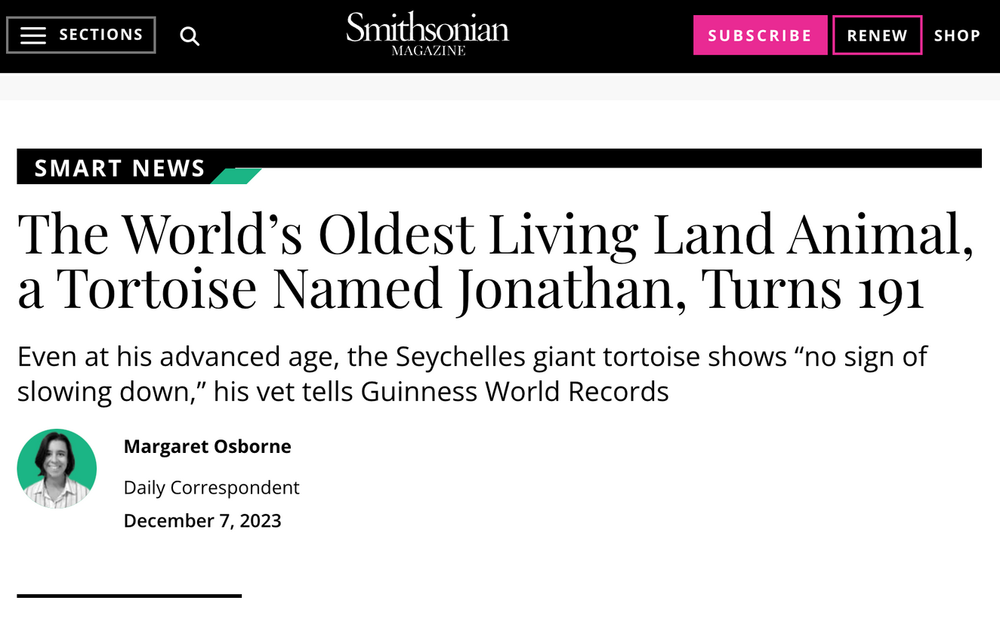 SECTIONS
Smithsonian
MAGAZINE
SUBSCRIBE
RENEW
SHOP
SMART NEWS
The World’s Oldest Living Land Animal,
a Tortoise Named Jonathan, Turns 191
Even at his advanced age, the Seychelles giant tortoise shows “no sign of
slowing down,” his vet tells Guinness World Records
Margaret Osborne
Daily Correspondent
December 7, 2023